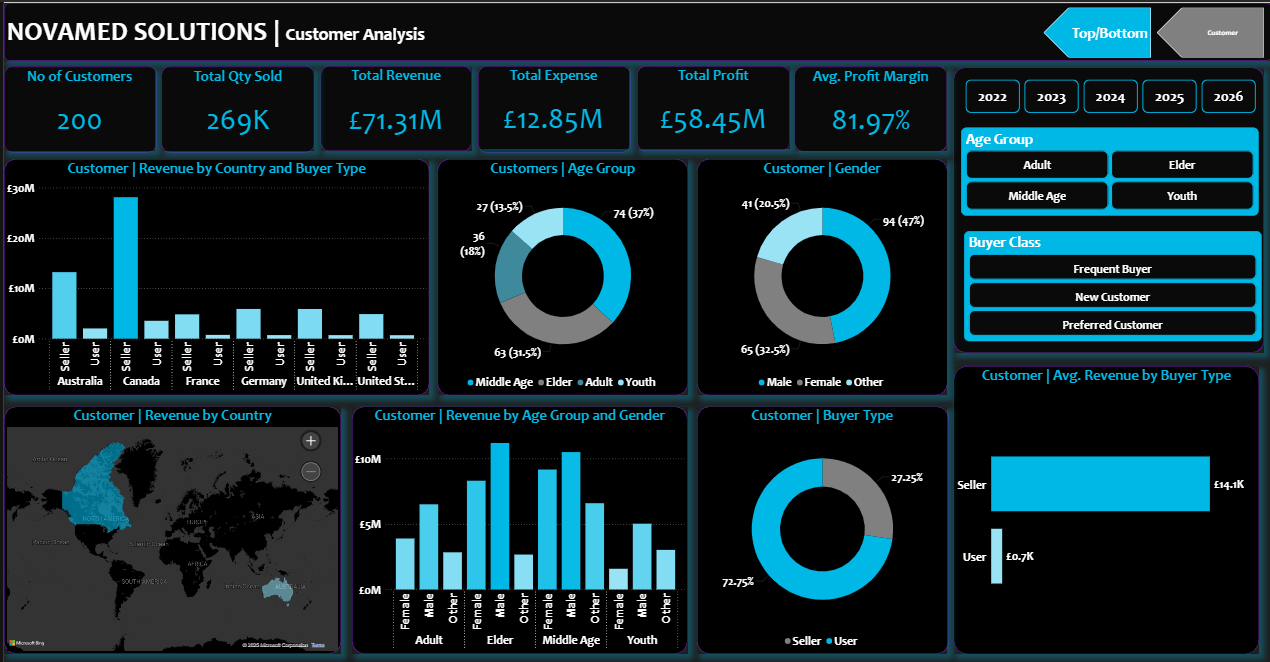 NOVAMED SOLUTIONS | Customer Analysis
Top/Bottom
Customer
No of Customers
200
Total Qty Sold
269K
Total Revenue
£71.31M
Total Expense
£12.85M
Total Profit
£58.45M
Avg. Profit Margin
81.97%
2022
2023
2024
2025
2026
Age Group
Adult
Elder
Middle Age
Youth
Buyer Class
Frequent Buyer
New Customer
Preferred Customer
Customer | Revenue by Country and Buyer Type
£30M
£20M
£10M
£0M
Seller
User
Seller
User
Seller
User
Seller
User
Seller
User
Seller
User
Australia
Canada
France
Germany
United Ki...
United St...
Customers | Age Group
27 (13.5%)
74 (37%)
36
(18%)
63 (31.5%)
Middle Age
Elder
Adult
Youth
Customer | Gender
41 (20.5%)
94 (47%)
65 (32.5%)
Male
Female
Other
Customer | Avg. Revenue by Buyer Type
Seller
£14.1K
User
£0.7K
Customer | Revenue by Country
+
−
Arctic Ocean
NORTH AMERICA
EUROPE
ASIA
Pacific Ocean
Atlantic Ocean
AFRICA
SOUTH AMERICA
Indian Ocean
AUSTRALIA
Microsoft Bing
© 2025 Microsoft Corporation
Terms
Customer | Revenue by Age Group and Gender
£10M
£5M
£0M
Female
Male
Other
Female
Male
Other
Female
Male
Other
Female
Male
Other
Adult
Elder
Middle Age
Youth
Customer | Buyer Type
27.25%
72.75%
Seller
User